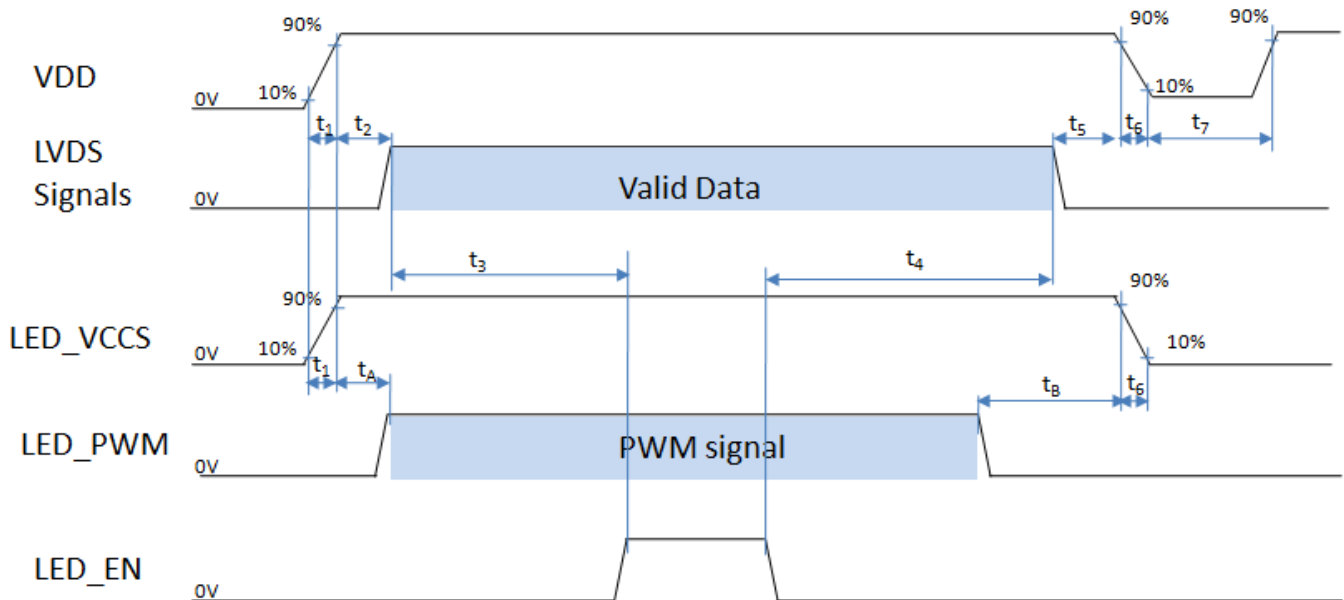 90%
90%
90%
VDD
0V
10%
10%
t1
t2
t5
t6
t7
LVDS
Signals
0V
Valid Data
t3
t4
90%
90%
LED_VCCS
0V
10%
10%
t1
tA
tB
t6
LED_PWM
0V
PWM signal
LED_EN
0V